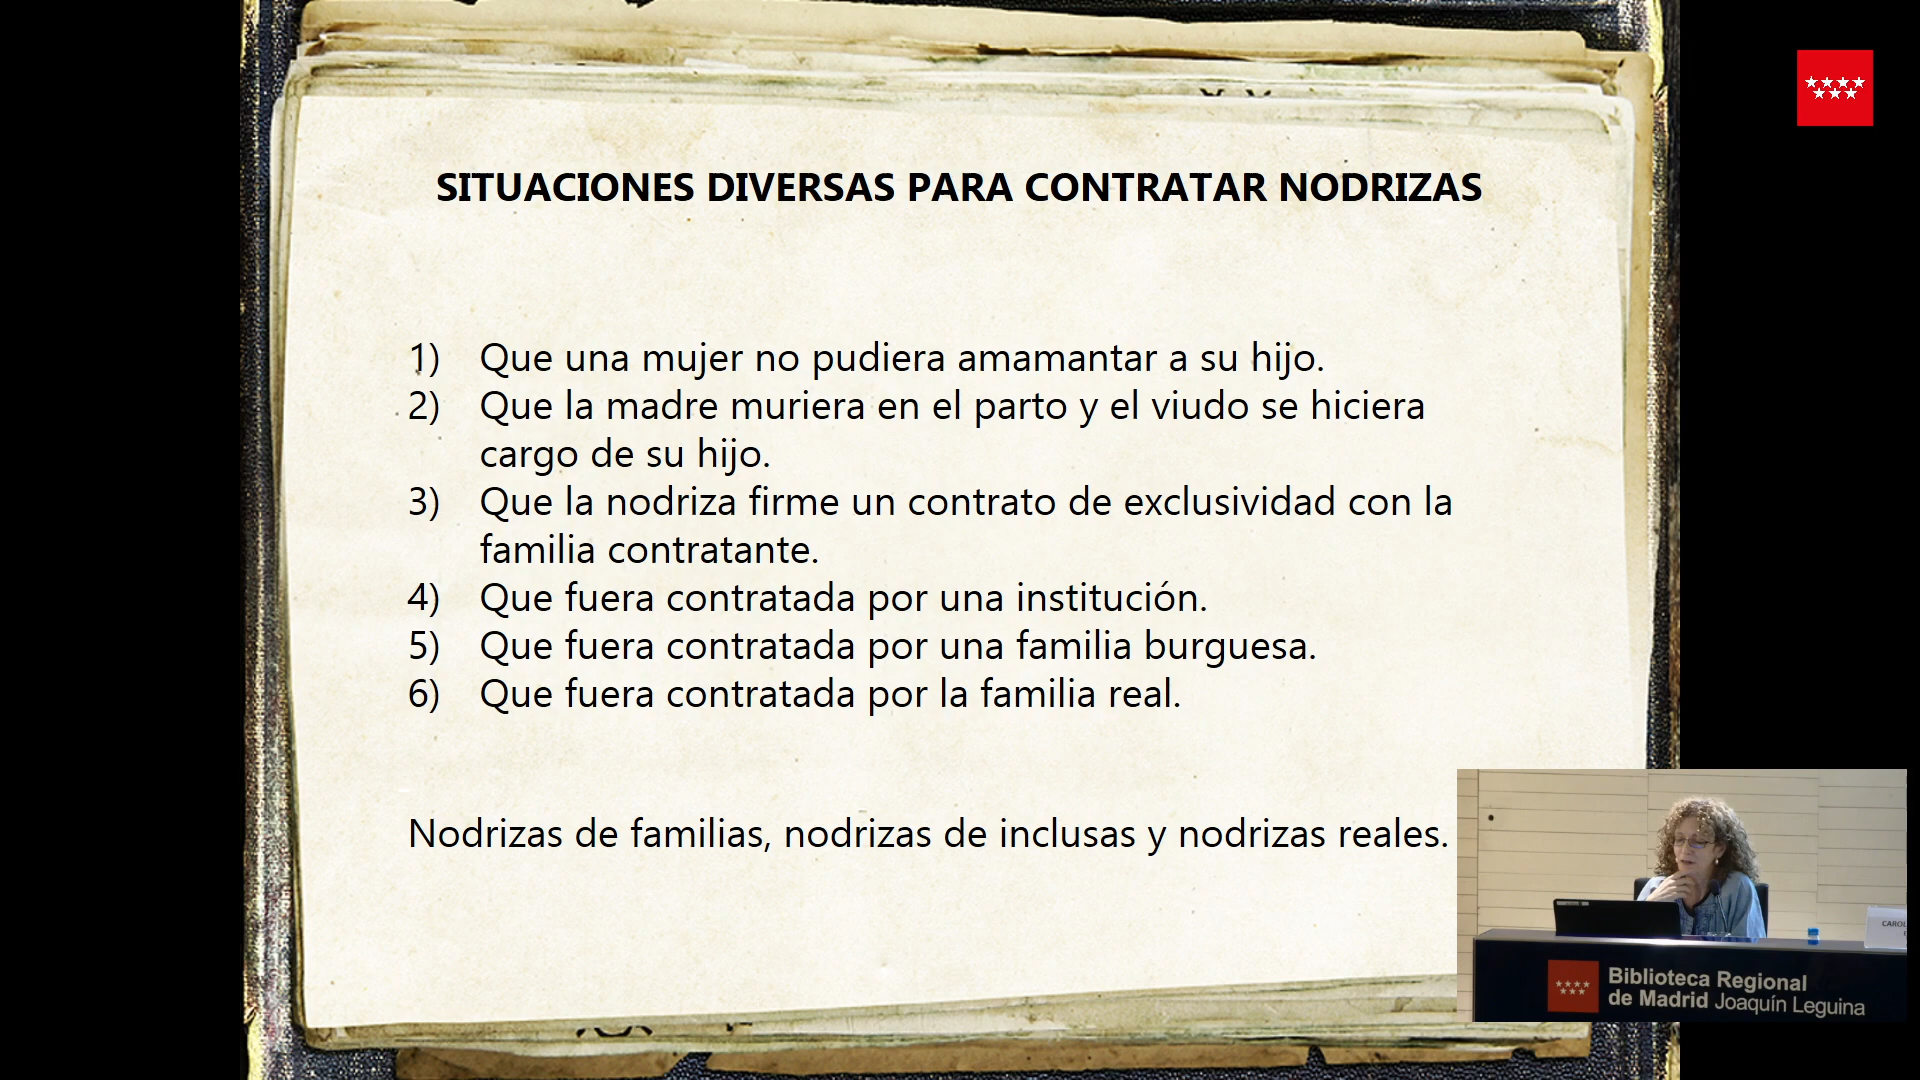 SITUACIONES DIVERSAS PARA CONTRATAR NODRIZAS
1) Que una mujer no pudiera amamantar a su hijo.
2) Que la madre muriera en el parto y el viudo se hiciera
cargo de su hijo.
3) Que la nodriza firme un contrato de exclusividad con la
familia contratante.
4) Que fuera contratada por una institución.
5) Que fuera contratada por una familia burguesa.
6) Que fuera contratada por la familia real.
Nodrizas de familias, nodrizas de inclusas y nodrizas reales.
Biblioteca Regional
de Madrid Joaquín Leguina